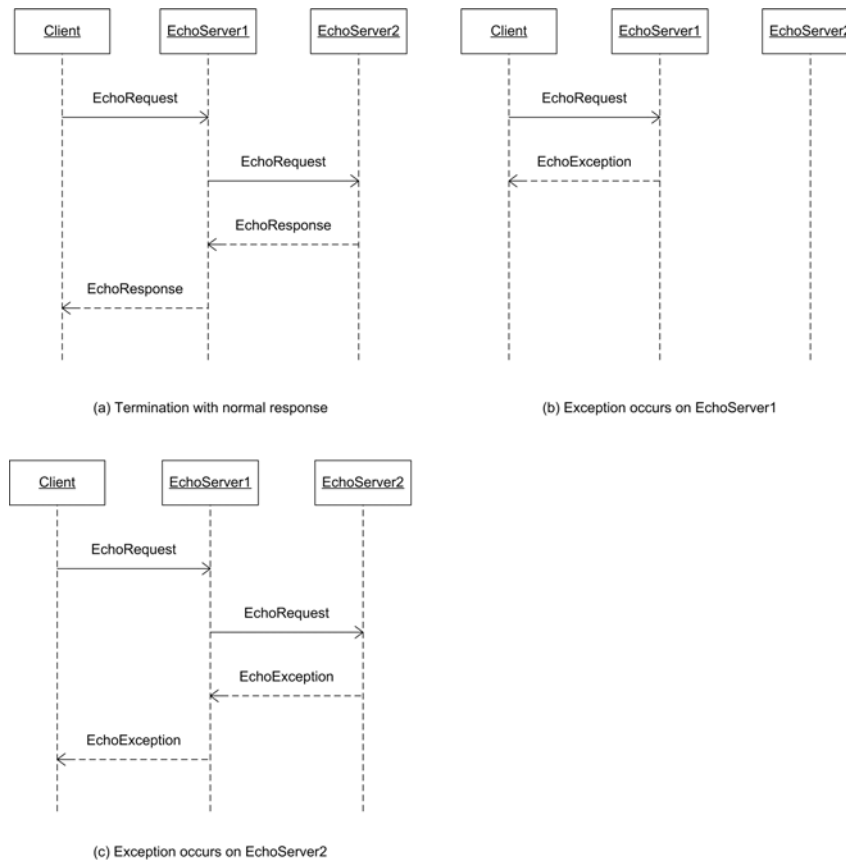 Client EchoServer1 EchoServer2
EchoRequest
EchoRequest
EchoResponse
EchoResponse
(a) Termination with normal response
Client EchoServer1 EchoServer2
EchoRequest
EchoException
(b) Exception occurs on EchoServer1
Client EchoServer1 EchoServer2
EchoRequest
EchoRequest
EchoException
EchoException
(c) Exception occurs on EchoServer2